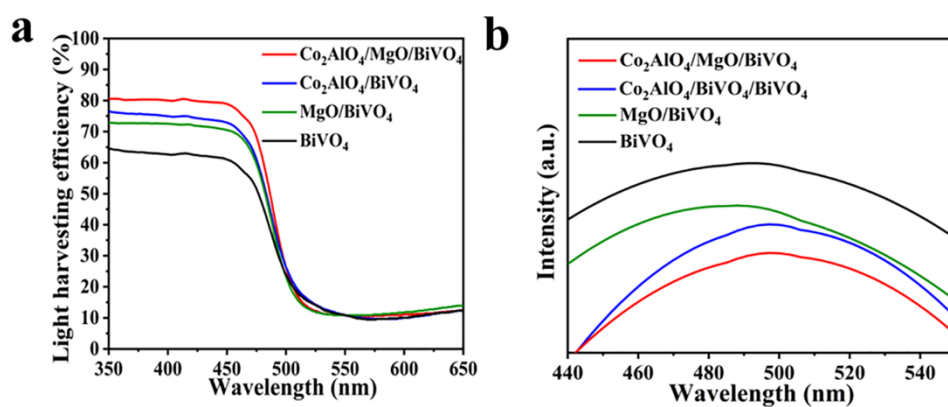 a
Light harvesting efficiency (%)
100
90
80
70
60
50
40
30
20
10
0
350 400 450 500 550 600 650
Wavelength (nm)
Co₂AlO₄/MgO/BiVO₄
Co₂AlO₄/BiVO₄
MgO/BiVO₄
BiVO₄
b
Intensity (a.u.)
440 460 480 500 520 540
Wavelength (nm)
Co₂AlO₄/MgO/BiVO₄
Co₂AlO₄/BiVO₄/BiVO₄
MgO/BiVO₄
BiVO₄